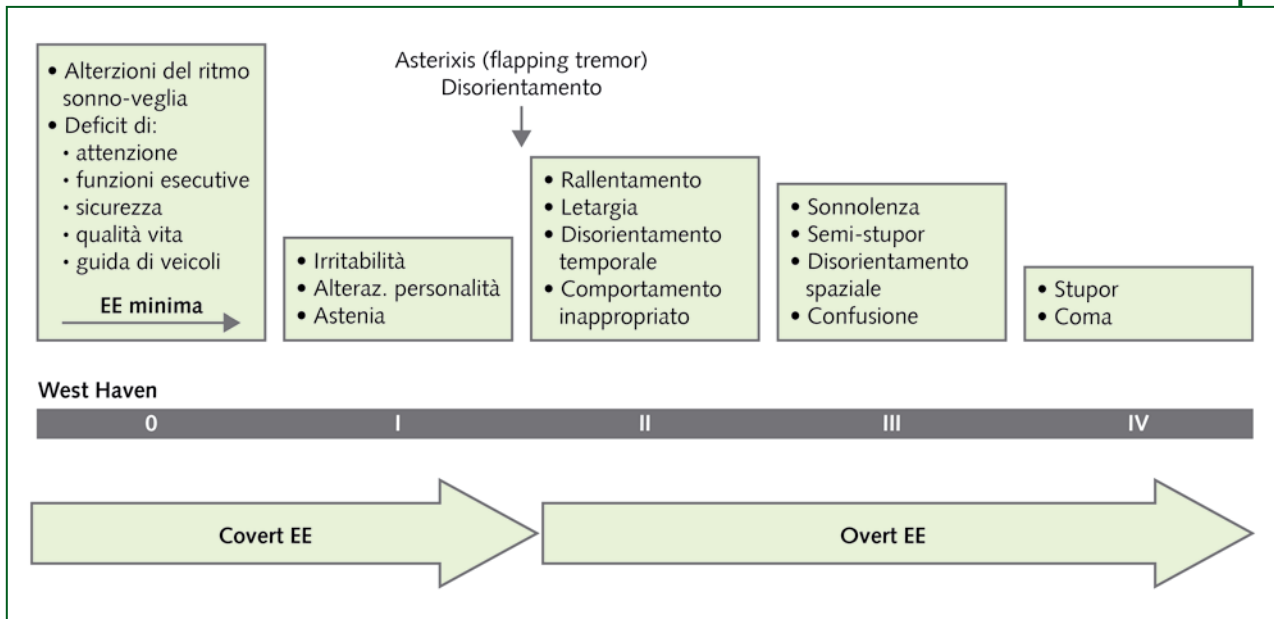 • Alterzioni del ritmo
sonno-veglia
• Deficit di:
• attenzione
• funzioni esecutive
• sicurezza
• qualità vita
• guida di veicoli
EE minima
• Irritabilità
• Alteraz. personalità
• Astenia
Asterixis (flapping tremor)
Disorientamento
• Rallentamento
• Letargia
• Disorientamento
temporale
• Comportamento
inappropriato
• Sonnolenza
• Semi-stupor
• Disorientamento
spaziale
• Confusione
• Stupor
• Coma
West Haven
0 I II III IV
Covert EE Overt EE